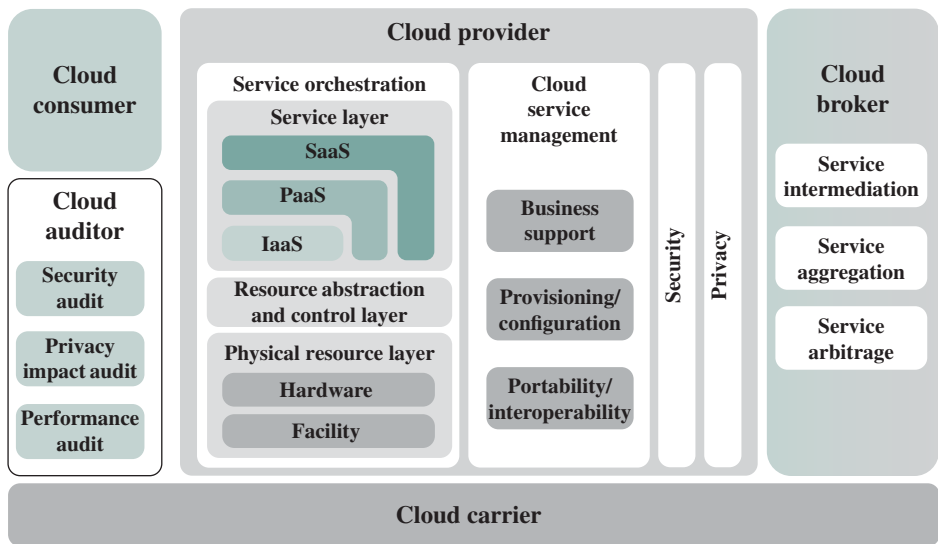 Cloud
consumer
Cloud
auditor
Security
audit
Privacy
impact audit
Performance
audit
Cloud provider
Service orchestration
Service layer
SaaS
PaaS
IaaS
Resource abstraction
and control layer
Physical resource layer
Hardware
Facility
Cloud
service
management
Business
support
Provisioning/
configuration
Portability/
interoperability
Security
Privacy
Cloud
broker
Service
intermediation
Service
aggregation
Service
arbitrage
Cloud carrier